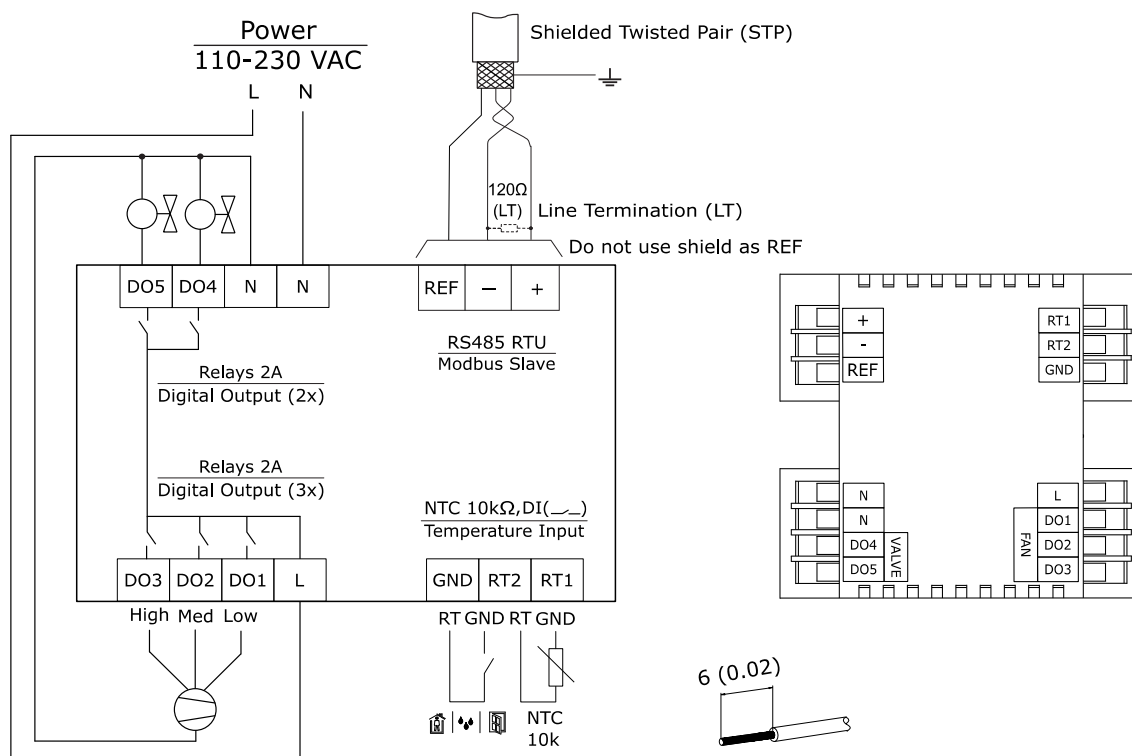 Power
110-230 VAC
L N
Shielded Twisted Pair (STP)
120Ω
(LT)
Line Termination (LT)
Do not use shield as REF
DO5 DO4 N N
REF — +
RS485 RTU
Modbus Slave
Relays 2A
Digital Output (2x)
Relays 2A
Digital Output (3x)
NTC 10kΩ,DI( )
Temperature Input
DO3 DO2 DO1 L
GND RT2 RT1
High Med Low
RT GND RT GND
NTC
10k
+
-
REF
RT1
RT2
GND
N
N
DO4
DO5
VALVE
L
DO1
DO2
DO3
FAN
6 (0.02)